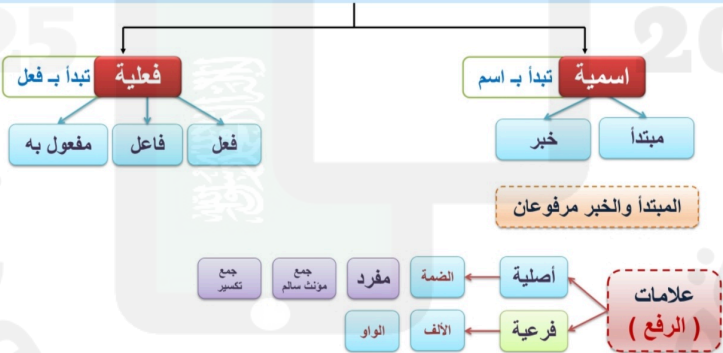 اسمية
تبدأ بـ اسم
فعلية
تبدأ بـ فعل
مبتدأ
خبر
فعل
فاعل
مفعول به
المبتدأ والخبر مرفوعان
علامات
( الرفع )
أصلية
الضمة
مفرد
جمع
مؤنث سالم
جمع
تكسير
فرعية
الألف
الواو